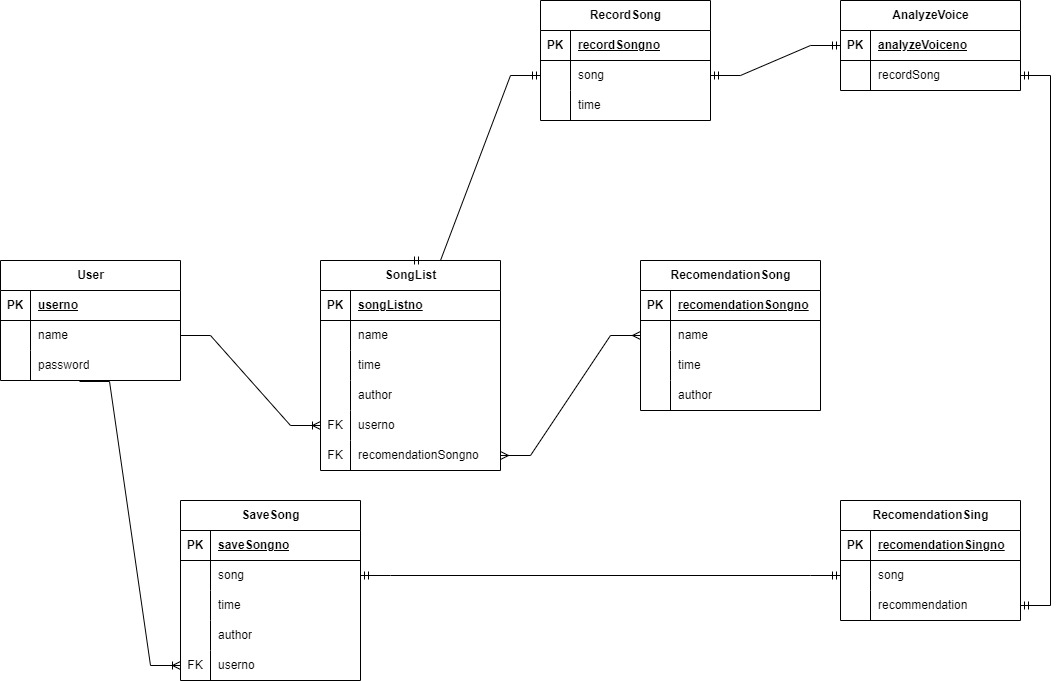 RecordSong
PK recordSongno
song
time
AnalyzeVoice
PK analyzeVoiceno
recordSong
User
PK userno
name
password
SongList
PK songListno
name
time
author
FK userno
FK recomendationSongno
RecomendationSong
PK recomendationSongno
name
time
author
SaveSong
PK saveSongno
song
time
author
FK userno
RecomendationSing
PK recomendationSingno
song
recommendation